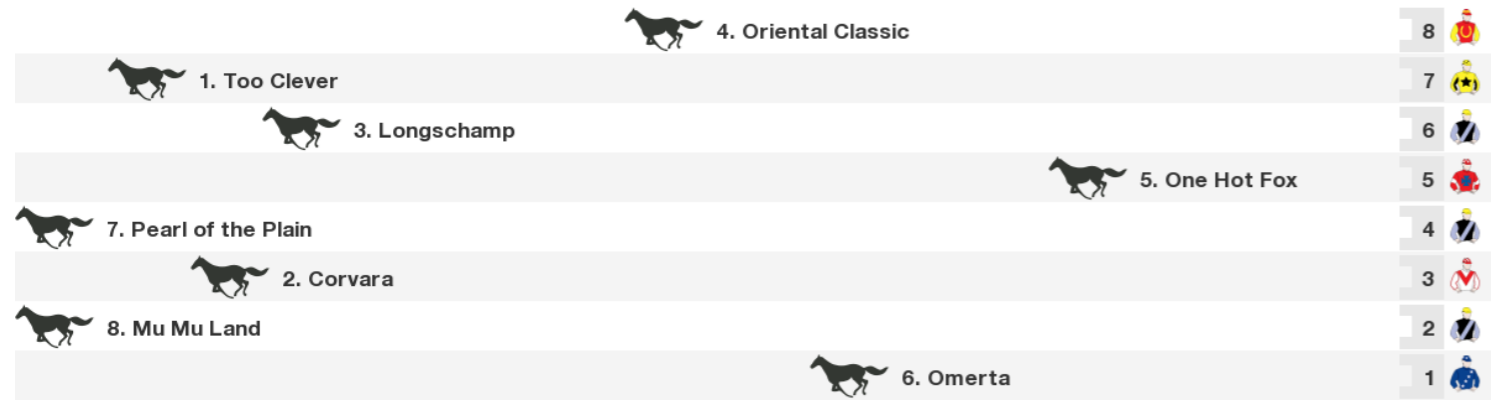 4. Oriental Classic 8
1. Too Clever 7
3. Longschamp 6
5. One Hot Fox 5
7. Pearl of the Plain 4
2. Corvara 3
8. Mu Mu Land 2
6. Omerta 1